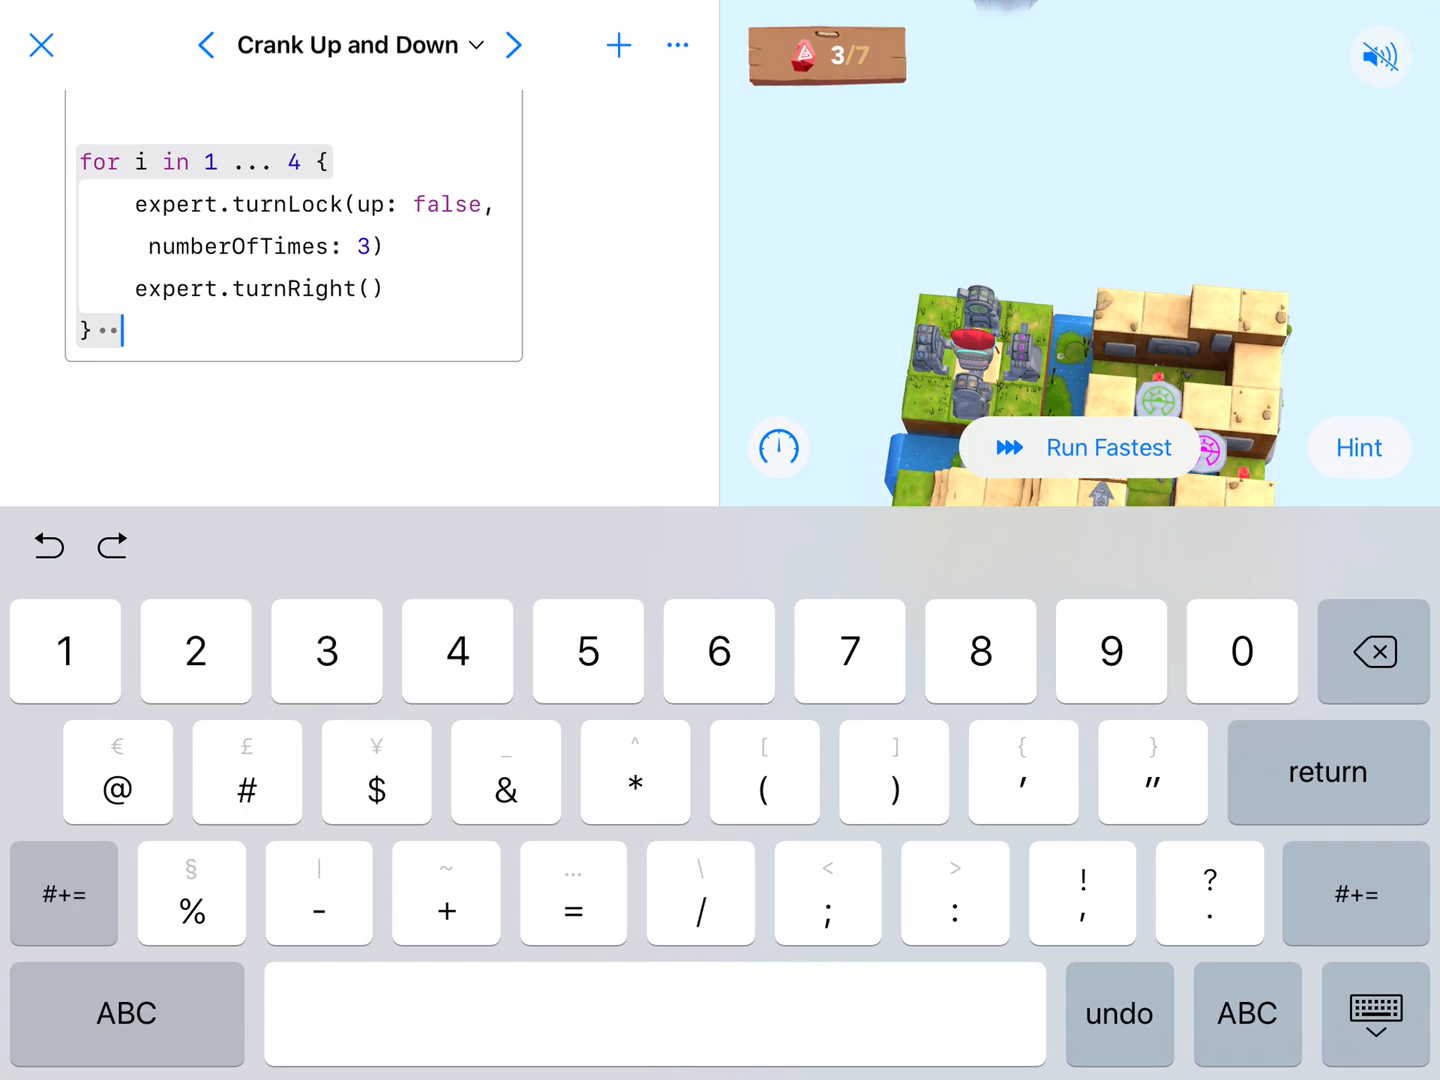 Crank Up and Down
3/7
for i in 1 ... 4 {
expert.turnLock(up: false,
numberOfTimes: 3)
expert.turnRight()
}
Run Fastest
Hint
1 2 3 4 5 6 7 8 9 0
€ £ ¥ _ ^ [ ] { }
@ # $ & * ( ) ' "
return
§ | ~ … \ < > ! ?
#+= % - + = / ; : , . #+=
ABC undo ABC